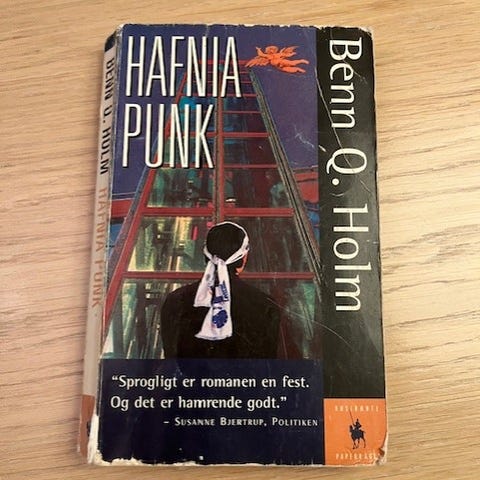 HAFNIA
PUNK
Benn Q. Holm
BENN Q. HOLM HAFNIA PUNK
"Sprogligt er romanen en fest.
Og det er hamrende godt."
– SUSANNE BJERTRUP, POLITIKEN
ROSINANTE
PAPERBACK